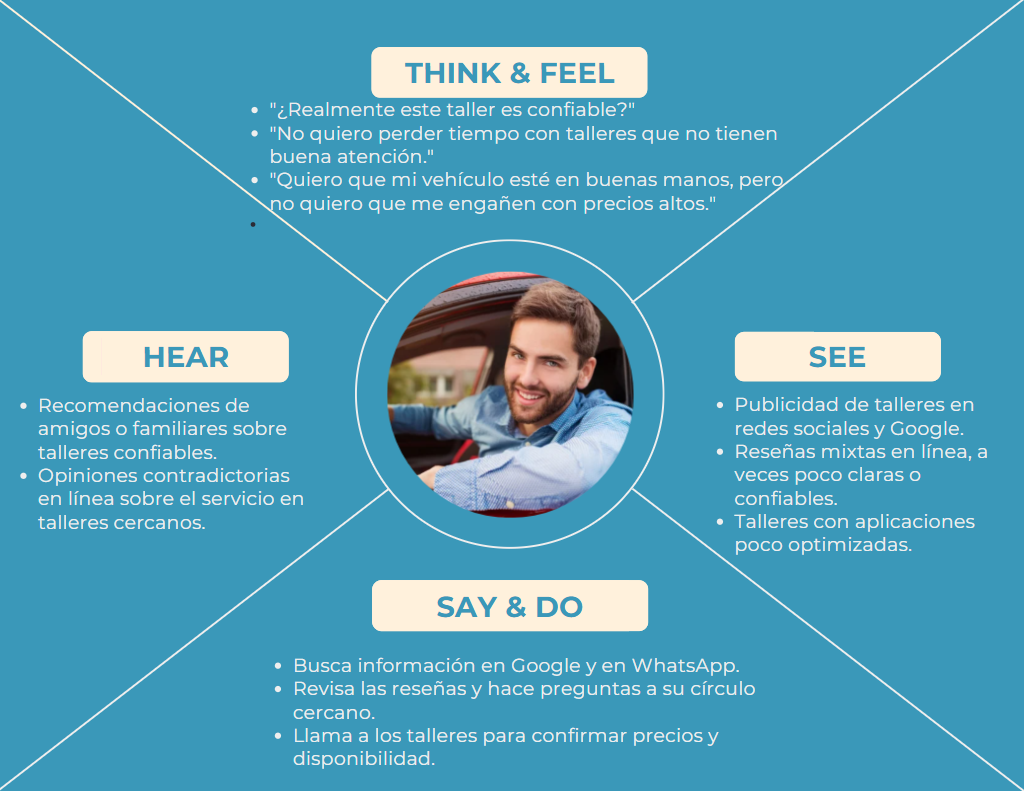 THINK & FEEL
• "¿Realmente este taller es confiable?"
• "No quiero perder tiempo con talleres que no tienen
buena atención."
• "Quiero que mi vehículo esté en buenas manos, pero
no quiero que me engañen con precios altos."
•
HEAR
• Recomendaciones de
amigos o familiares sobre
talleres confiables.
• Opiniones contradictorias
en línea sobre el servicio en
talleres cercanos.
SEE
• Publicidad de talleres en
redes sociales y Google.
• Reseñas mixtas en línea, a
veces poco claras o
confiables.
• Talleres con aplicaciones
poco optimizadas.
SAY & DO
• Busca información en Google y en WhatsApp.
• Revisa las reseñas y hace preguntas a su círculo
cercano.
• Llama a los talleres para confirmar precios y
disponibilidad.